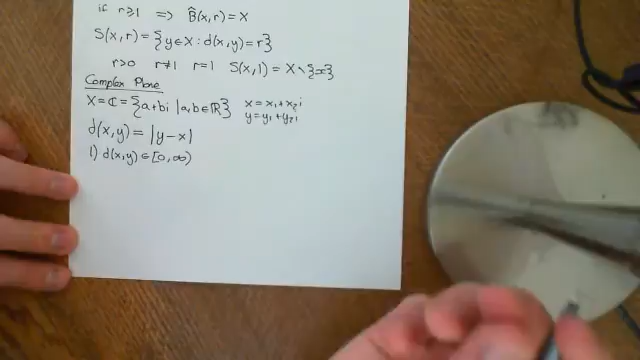 if r≥1 ⟹ B̂(x,r) = X
S(x,r) = {y∈X : d(x,y) = r}
r>0 r≠1 r=1 S(x,1) = X∖{x}
Complex Plane
X = ℂ = {a+bi | a,b∈ℝ} x = x₁+x₂i
y = y₁+y₂i
d(x,y) = |y−x|
1) d(x,y) ∈ [0,∞)